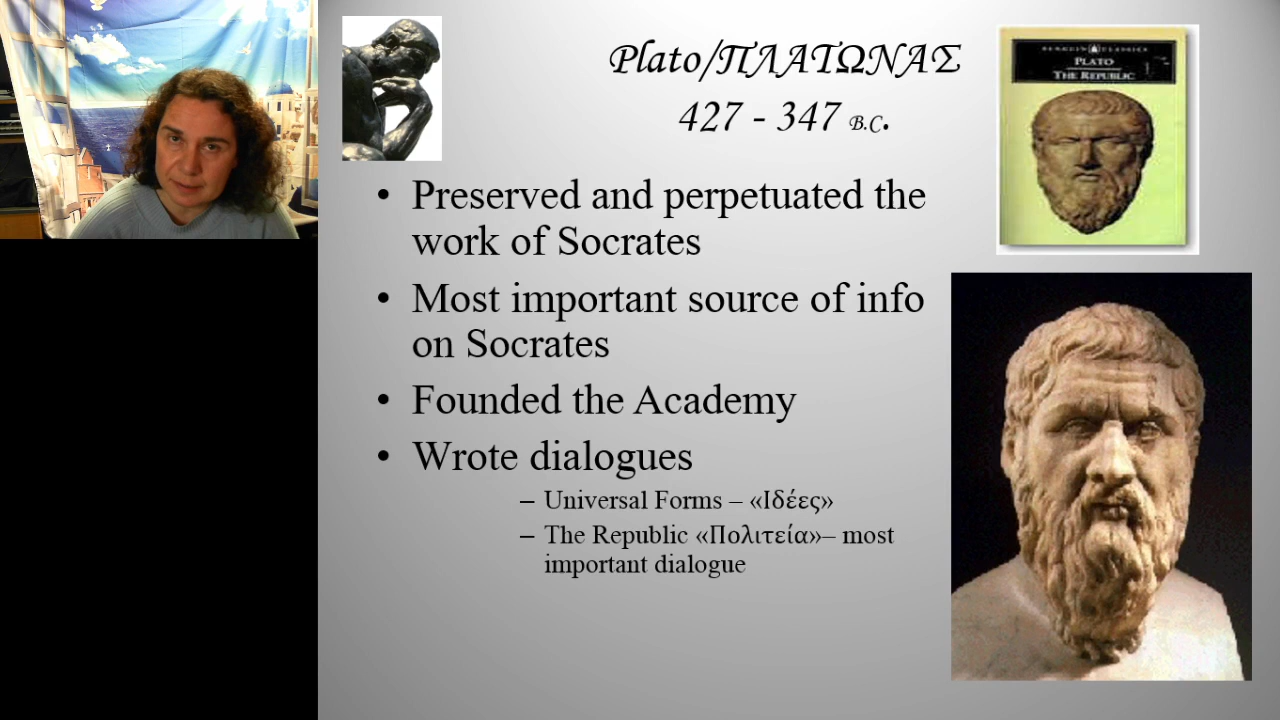 Plato/ΠΛΑΤΩΝΑΣ
427 - 347 B.C.
PENGUIN CLASSICS
PLATO
THE REPUBLIC
• Preserved and perpetuated the
work of Socrates
• Most important source of info
on Socrates
• Founded the Academy
• Wrote dialogues
– Universal Forms – «Ιδέες»
– The Republic «Πολιτεία»– most
important dialogue